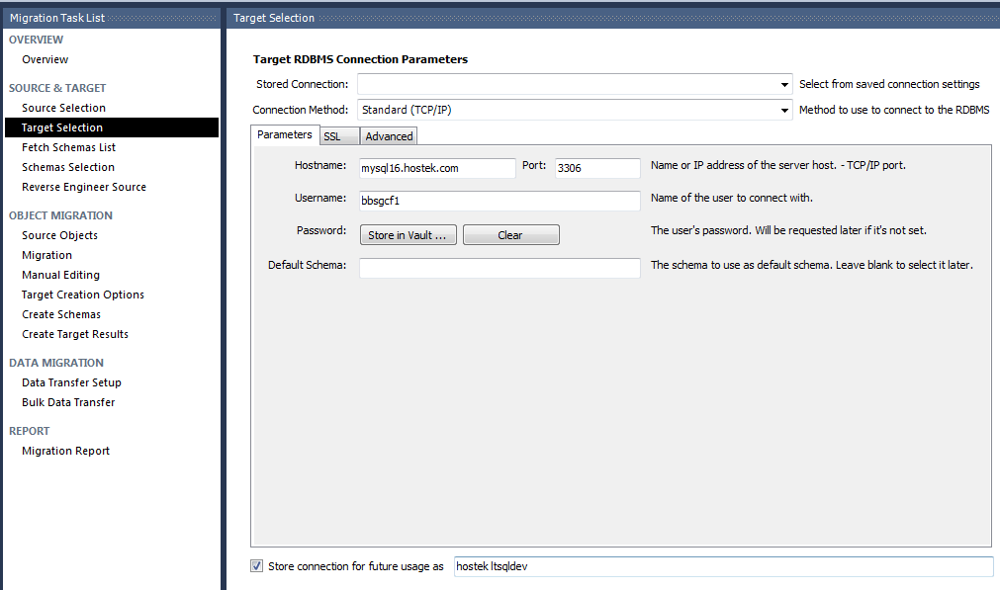 Migration Task List
OVERVIEW
Overview
SOURCE & TARGET
Source Selection
Target Selection
Fetch Schemas List
Schemas Selection
Reverse Engineer Source
OBJECT MIGRATION
Source Objects
Migration
Manual Editing
Target Creation Options
Create Schemas
Create Target Results
DATA MIGRATION
Data Transfer Setup
Bulk Data Transfer
REPORT
Migration Report
Target Selection
Target RDBMS Connection Parameters
Stored Connection: Select from saved connection settings
Connection Method: Standard (TCP/IP) Method to use to connect to the RDBMS
Parameters SSL Advanced
Hostname: mysql16.hostek.com Port: 3306 Name or IP address of the server host. - TCP/IP port.
Username: bbsgcf1 Name of the user to connect with.
Password: Store in Vault ... Clear The user's password. Will be requested later if it's not set.
Default Schema: The schema to use as default schema. Leave blank to select it later.
Store connection for future usage as hostek ltsqldev